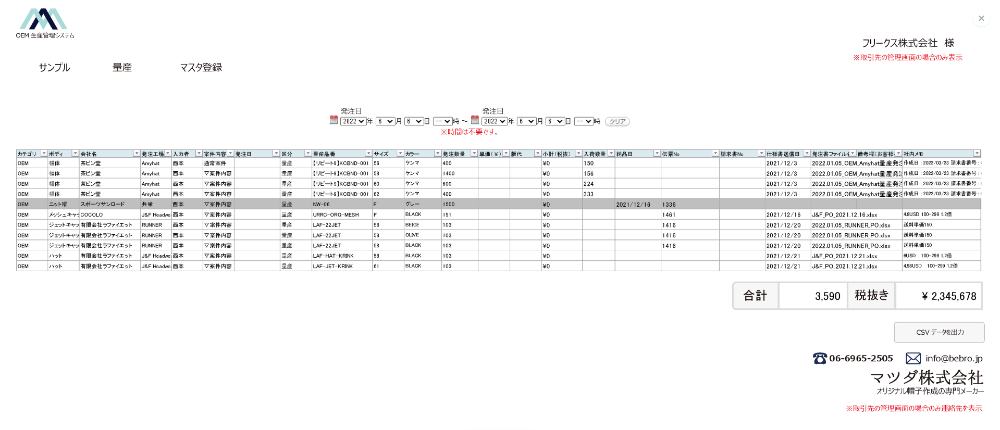 OEM 生産管理システム
フリークス株式会社　様
※取引先の管理画面の場合のみ表示
サンプル 量産 マスタ登録
発注日 発注日
2022 年 6 月 6 日 -- 時 ～ 2022 年 6 月 6 日 -- 時 クリア
※時間は不要です。
カテゴリ ボディ 会社名 発注工場 入力者 案件内容 発注日 区分 量産品番 サイズ カラー 発注数量 単価(￥) 版代 小計(税抜) 入荷数量 納品日 伝票No 請求書No 仕様書送信日 発注書ファイル 備考欄(お客様 社内メモ
OEM 帽体 茶ビン堂 Amyhat 西本 通常案件 量産 【リピート9】KCBND-001 56 ケンマ 400 ¥0 150 2021/12/3 2022.01.05_OEM_Amyhat量産発注 作成日：2022/03/23 請求書番号：
OEM 帽体 茶ビン堂 Amyhat 西本 ▽案件内容 量産 【リピート9】KCBND-001 58 ケンマ 1400 ¥0 156 2021/12/3 2022.01.05_OEM_Amyhat量産発注 作成日：2022/03/23 請求書番号：
OEM 帽体 茶ビン堂 Amyhat 西本 ▽案件内容 量産 【リピート9】KCBND-001 60 ケンマ 600 ¥0 224 2021/12/3 2022.01.05_OEM_Amyhat量産発注 作成日：2022/03/23 請求書番号：
OEM 帽体 茶ビン堂 Amyhat 西本 ▽案件内容 量産 【リピート9】KCBND-001 62 ケンマ 400 ¥0 333 2021/12/3 2022.01.05_OEM_Amyhat量産発注 作成日：2022/03/23 請求書番号：
OEM ニット帽 スポーツサンロード 共栄 西本 ▽案件内容 量産 NW-06 F グレー 1500 ¥0 2021/12/16 1336
OEM メッシュキャッ COCOLO J&F Headwe 西本 ▽案件内容 量産 URRC-ORG-MESH F BLACK 151 ¥0 1461 2021/12/16 J&F_PO_2021.12.16.xlsx 4.8USD 100-299 1.2倍
OEM ジェットキャッ 有限会社ラファイエット RUNNER 西本 ▽案件内容 量産 LAF-22JET 58 BEIGE 103 ¥0 1416 2021/12/20 2022.01.05_RUNNER_PO.xlsx 送料単価150
OEM ジェットキャッ 有限会社ラファイエット RUNNER 西本 ▽案件内容 量産 LAF-22JET 58 OLIVE 103 ¥0 1416 2021/12/20 2022.01.05_RUNNER_PO.xlsx 送料単価150
OEM ジェットキャッ 有限会社ラファイエット RUNNER 西本 ▽案件内容 量産 LAF-22JET 58 BLACK 103 ¥0 1416 2021/12/20 2022.01.05_RUNNER_PO.xlsx 送料単価150
OEM ハット 有限会社ラファイエット J&F Headwe 西本 ▽案件内容 量産 LAF-HAT-KRINK 58 BLACK 103 ¥0 2021/12/21 J&F_PO_2021.12.21.xlsx 6USD 100-299 1.2倍
OEM ハット 有限会社ラファイエット J&F Headwe 西本 ▽案件内容 量産 LAF-JET-KRINK 61 BLACK 103 ¥0 2021/12/21 J&F_PO_2021.12.21.xlsx 4.98USD 100-299 1.2倍
合計 3,590 税抜き ¥ 2,345,678
CSV データを出力
06-6965-2505 info@bebro.jp
マツダ株式会社
オリジナル帽子作成の専門メーカー
※取引先の管理画面の場合のみ連絡先を表示